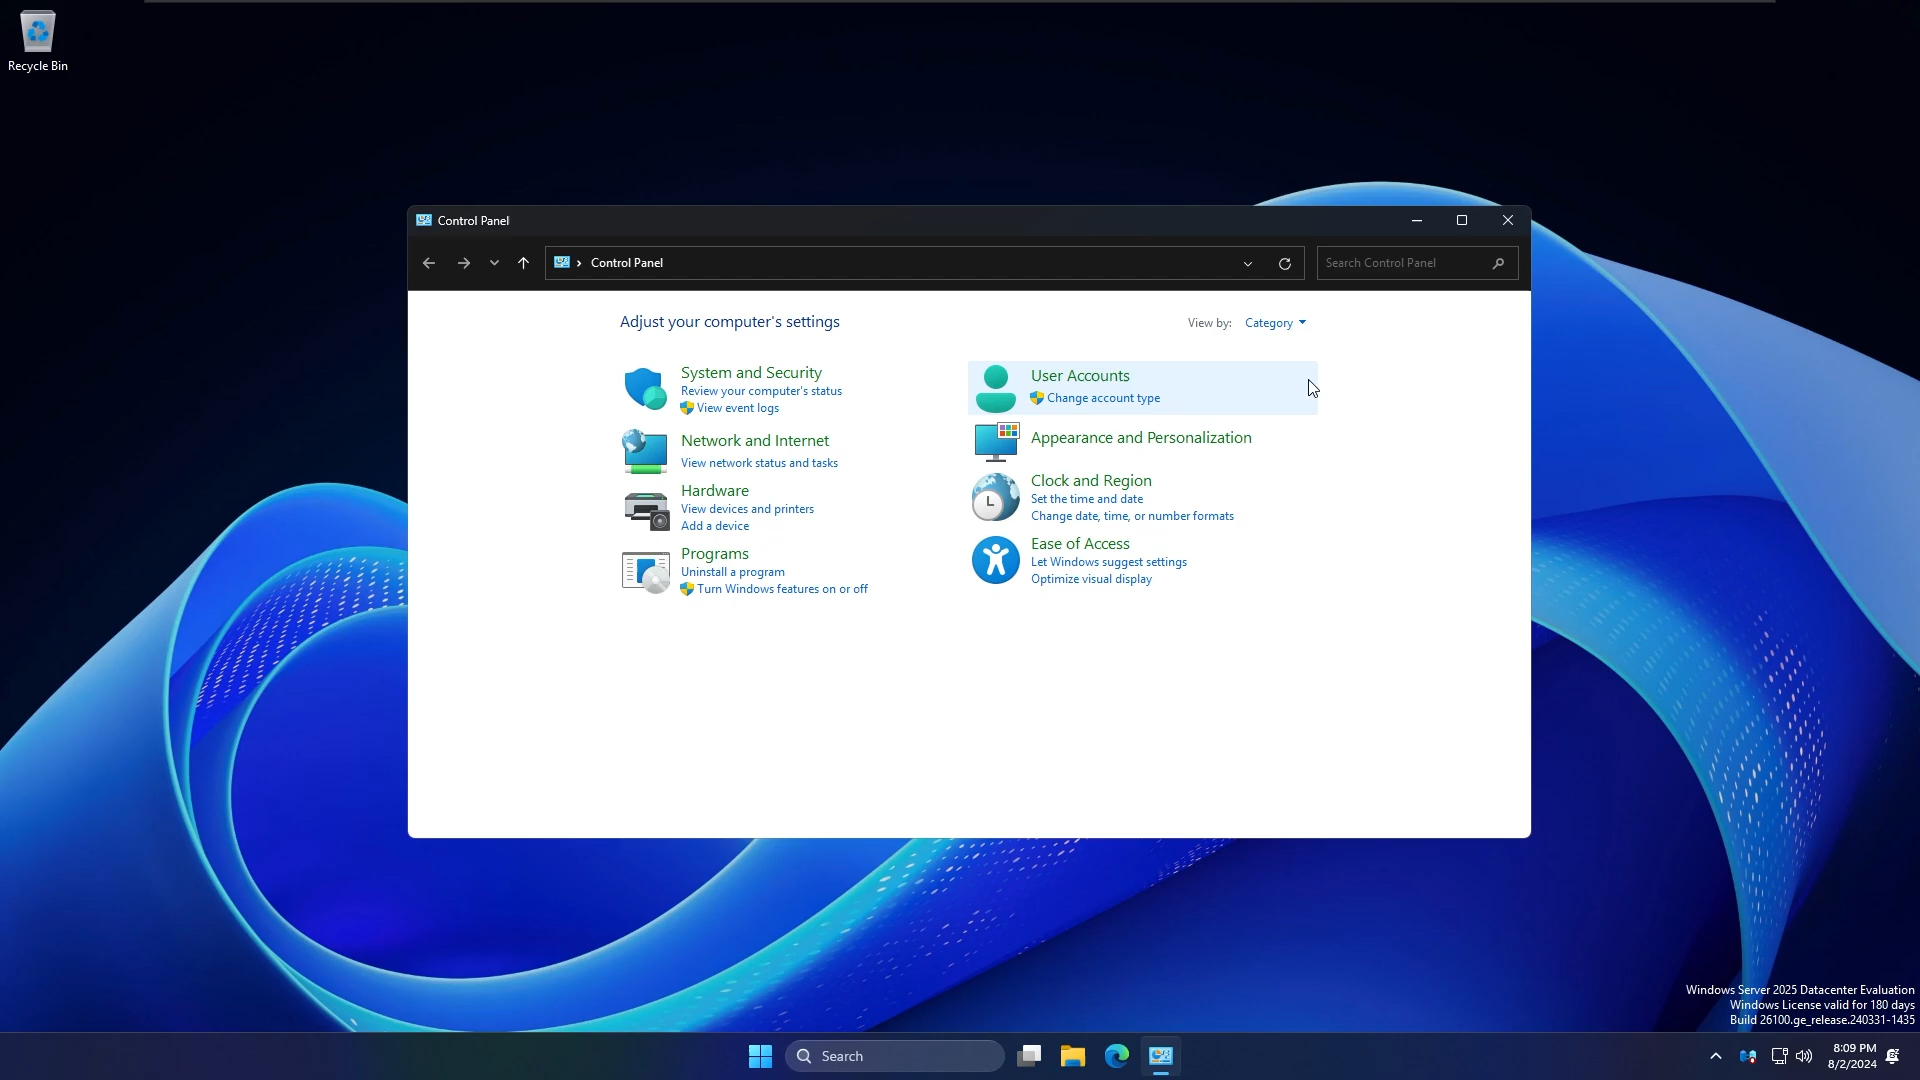 Recycle Bin
Control Panel
Control Panel
Search Control Panel
Adjust your computer's settings
View by: Category
System and Security
Review your computer's status
View event logs
Network and Internet
View network status and tasks
Hardware
View devices and printers
Add a device
Programs
Uninstall a program
Turn Windows features on or off
User Accounts
Change account type
Appearance and Personalization
Clock and Region
Set the time and date
Change date, time, or number formats
Ease of Access
Let Windows suggest settings
Optimize visual display
Windows Server 2025 Datacenter Evaluation
Windows License valid for 180 days
Build 26100.ge_release.240331-1435
Search
8:09 PM
8/2/2024